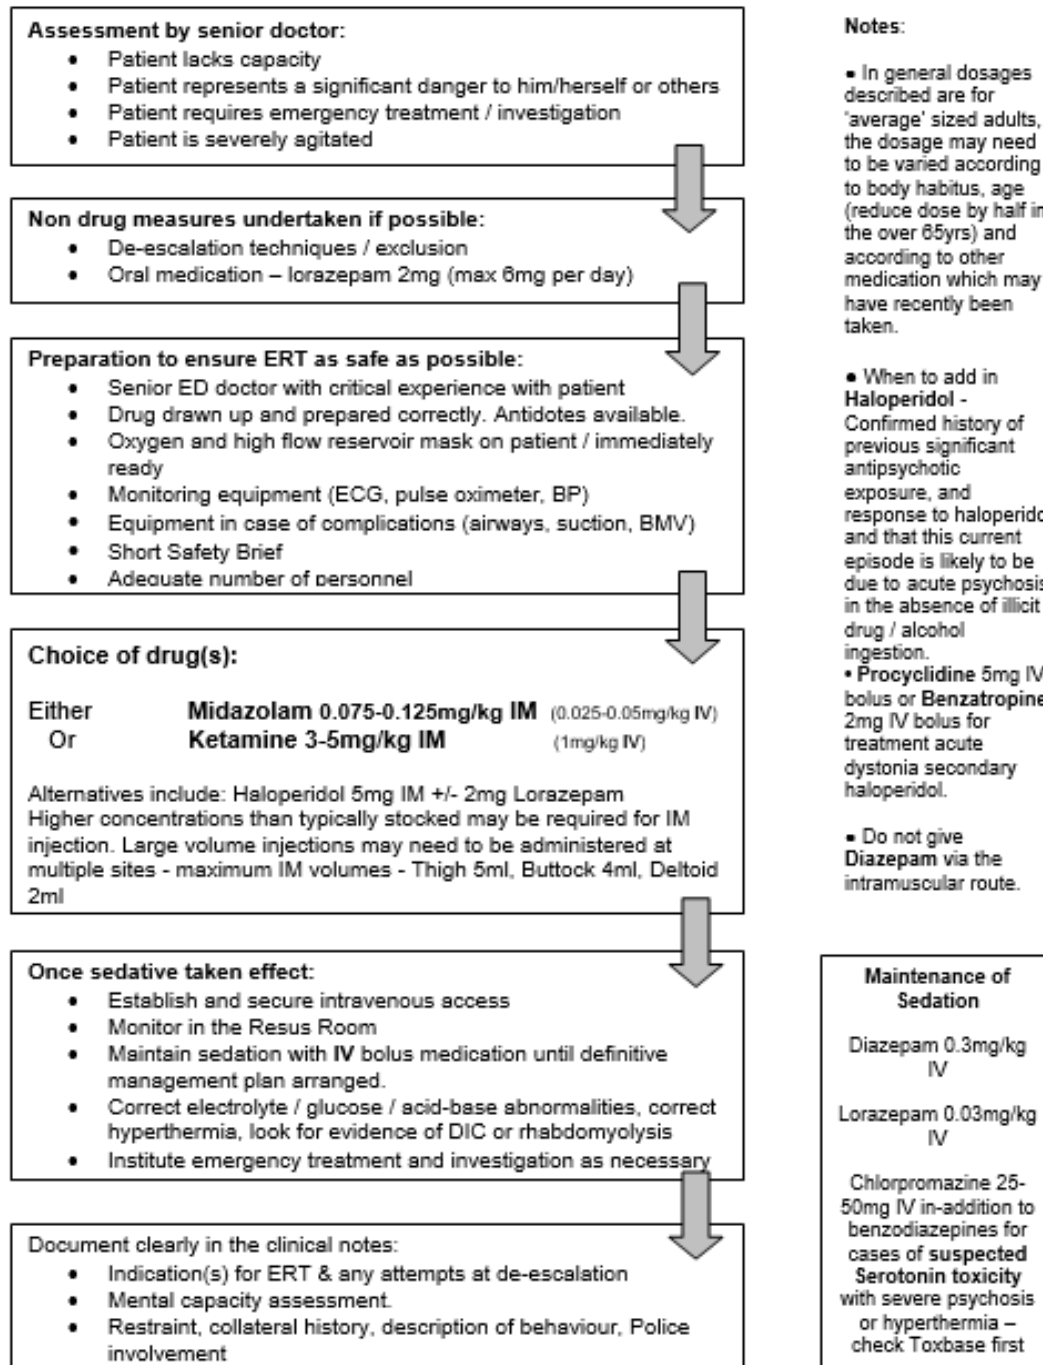 Assessment by senior doctor:
• Patient lacks capacity
• Patient represents a significant danger to him/herself or others
• Patient requires emergency treatment / investigation
• Patient is severely agitated
Non drug measures undertaken if possible:
• De-escalation techniques / exclusion
• Oral medication – lorazepam 2mg (max 6mg per day)
Preparation to ensure ERT as safe as possible:
• Senior ED doctor with critical experience with patient
• Drug drawn up and prepared correctly. Antidotes available.
• Oxygen and high flow reservoir mask on patient / immediately
ready
• Monitoring equipment (ECG, pulse oximeter, BP)
• Equipment in case of complications (airways, suction, BMV)
• Short Safety Brief
• Adequate number of personnel
Choice of drug(s):
Either Midazolam 0.075-0.125mg/kg IM (0.025-0.05mg/kg IV)
Or Ketamine 3-5mg/kg IM (1mg/kg IV)
Alternatives include: Haloperidol 5mg IM +/- 2mg Lorazepam
Higher concentrations than typically stocked may be required for IM
injection. Large volume injections may need to be administered at
multiple sites - maximum IM volumes - Thigh 5ml, Buttock 4ml, Deltoid
2ml
Once sedative taken effect:
• Establish and secure intravenous access
• Monitor in the Resus Room
• Maintain sedation with IV bolus medication until definitive
management plan arranged.
• Correct electrolyte / glucose / acid-base abnormalities, correct
hyperthermia, look for evidence of DIC or rhabdomyolysis
• Institute emergency treatment and investigation as necessary
Document clearly in the clinical notes:
• Indication(s) for ERT & any attempts at de-escalation
• Mental capacity assessment.
• Restraint, collateral history, description of behaviour, Police
involvement
Notes:
• In general dosages
described are for
'average' sized adults,
the dosage may need
to be varied according
to body habitus, age
(reduce dose by half in
the over 65yrs) and
according to other
medication which may
have recently been
taken.
• When to add in
Haloperidol -
Confirmed history of
previous significant
antipsychotic
exposure, and
response to haloperido
and that this current
episode is likely to be
due to acute psychosis
in the absence of illicit
drug / alcohol
ingestion.
• Procyclidine 5mg IV
bolus or Benzatropine
2mg IV bolus for
treatment acute
dystonia secondary
haloperidol.
• Do not give
Diazepam via the
intramuscular route.
Maintenance of
Sedation
Diazepam 0.3mg/kg
IV
Lorazepam 0.03mg/kg
IV
Chlorpromazine 25-
50mg IV in-addition to
benzodiazepines for
cases of suspected
Serotonin toxicity
with severe psychosis
or hyperthermia –
check Toxbase first